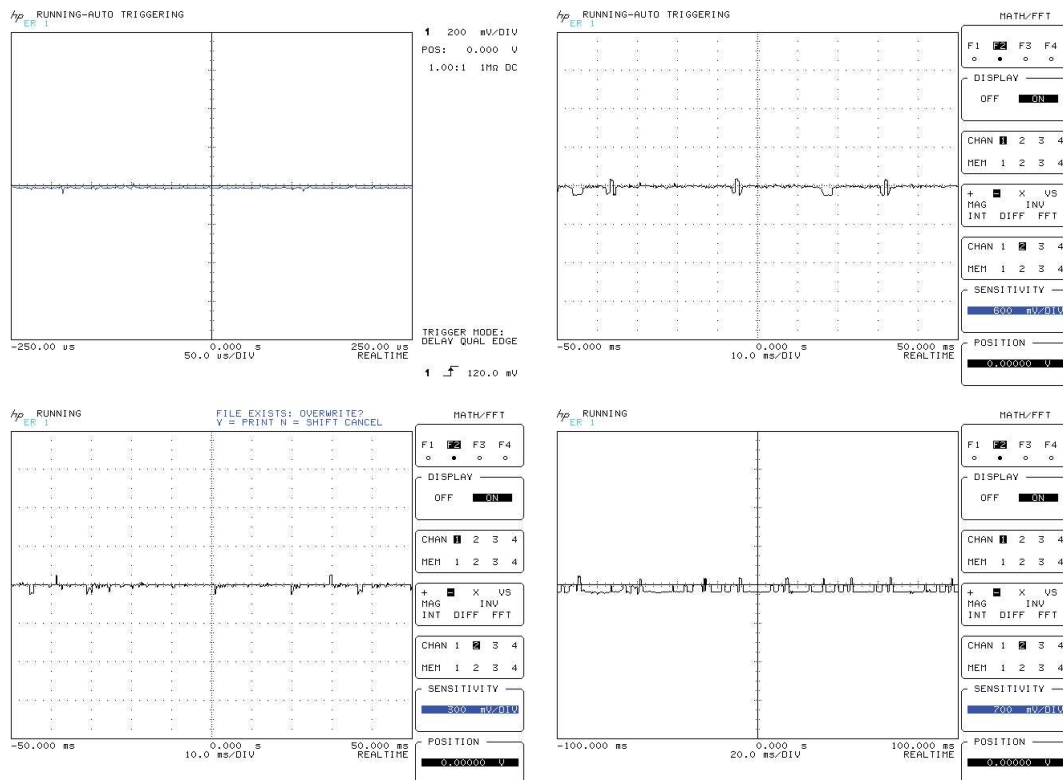 hp RUNNING-AUTO TRIGGERING
ER 1
1 200 mV/DIV
POS: 0.000 V
1.00:1 1MΩ DC
TRIGGER MODE:
DELAY QUAL EDGE
1 120.0 mV
-250.00 us 0.000 s 250.00 us
50.0 us/DIV REALTIME
hp RUNNING-AUTO TRIGGERING
ER 1
MATH/FFT
F1 F2 F3 F4
DISPLAY
OFF ON
CHAN 1 2 3 4
MEM 1 2 3 4
+ - X VS
MAG INV
INT DIFF FFT
CHAN 1 2 3 4
MEM 1 2 3 4
SENSITIVITY
600 mV/DIV
POSITION
0.00000 V
-50.000 ms 0.000 s 50.000 ms
10.0 ms/DIV REALTIME
hp RUNNING
ER 1
FILE EXISTS: OVERWRITE?
Y = PRINT N = SHIFT CANCEL
MATH/FFT
F1 F2 F3 F4
DISPLAY
OFF ON
CHAN 1 2 3 4
MEM 1 2 3 4
+ - X VS
MAG INV
INT DIFF FFT
CHAN 1 2 3 4
MEM 1 2 3 4
SENSITIVITY
mV/DIV
POSITION
0.00000 V
-50.000 ms 0.000 s 50.000 ms
10.0 ms/DIV REALTIME
hp RUNNING
ER 1
MATH/FFT
F1 F2 F3 F4
DISPLAY
OFF ON
CHAN 1 2 3 4
MEM 1 2 3 4
+ - X VS
MAG INV
INT DIFF FFT
CHAN 1 2 3 4
MEM 1 2 3 4
SENSITIVITY
700 mV/DIV
POSITION
0.00000 V
-100.000 ms 0.000 s 100.000 ms
20.0 ms/DIV REALTIME